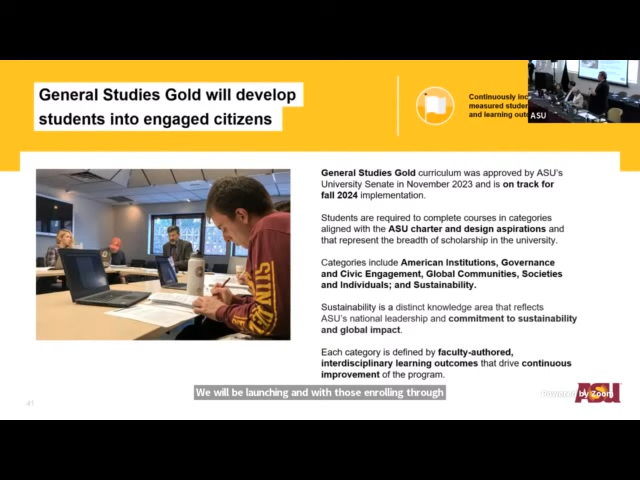 General Studies Gold will develop
students into engaged citizens
Continuously inc
measured stude
and learning out
ASU
General Studies Gold curriculum was approved by ASU's
University Senate in November 2023 and is on track for
fall 2024 implementation.
Students are required to complete courses in categories
aligned with the ASU charter and design aspirations and
that represent the breadth of scholarship in the university.
Categories include American Institutions, Governance
and Civic Engagement, Global Communities, Societies
and Individuals; and Sustainability.
Sustainability is a distinct knowledge area that reflects
ASU's national leadership and commitment to sustainability
and global impact.
Each category is defined by faculty-authored,
interdisciplinary learning outcomes that drive continuous
improvement of the program.
We will be launching and with those enrolling through
Powered by Zoom
ASU